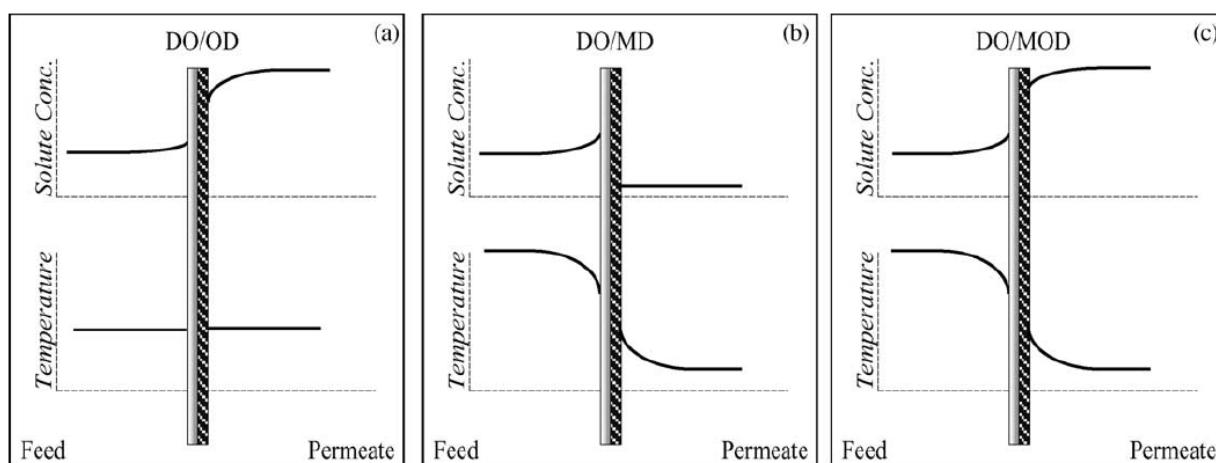 (a)
DO/OD
Solute Conc.
Temperature
Feed
Permeate
(b)
DO/MD
Solute Conc.
Temperature
Feed
Permeate
(c)
DO/MOD
Solute Conc.
Temperature
Feed
Permeate